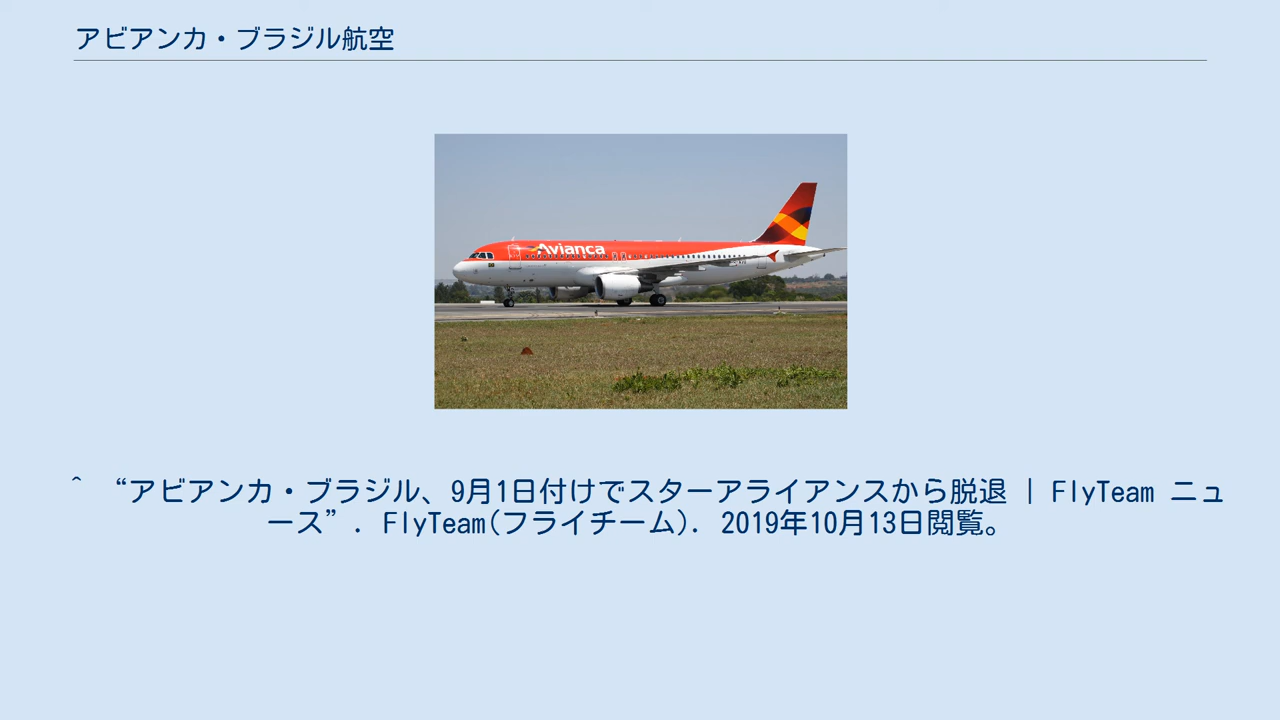 アビアンカ・ブラジル航空
Avianca
^ “アビアンカ・ブラジル、9月1日付けでスターアライアンスから脱退 | FlyTeam ニュ
ース”. FlyTeam(フライチーム). 2019年10月13日閲覧。